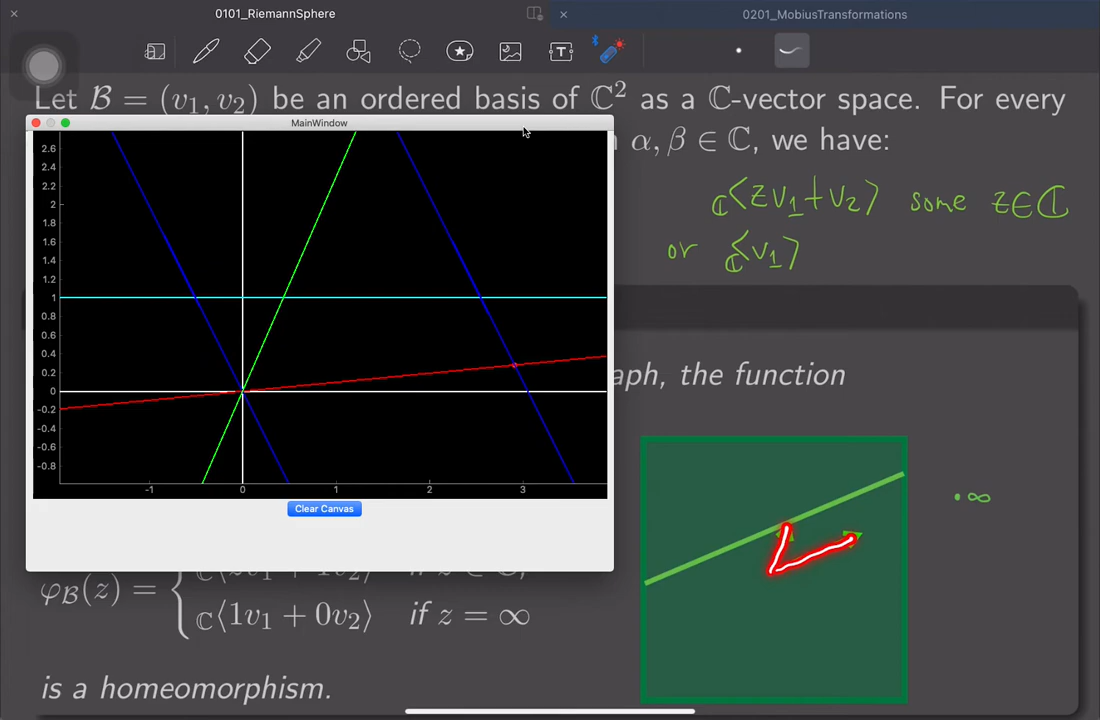 0101_RiemannSphere
0201_MobiusTransformations
T
Let ℬ = (v₁, v₂) be an ordered basis of ℂ² as a ℂ-vector space. For every
MainWindow
α, β ∈ ℂ, we have:
ℂ⟨zv₁+v₂⟩ some z∈ℂ
or ℂ⟨v₁⟩
2.6
2.4
2.2
2
1.8
1.6
1.4
1.2
1
0.8
0.6
0.4
0.2
0
-0.2
-0.4
-0.6
-0.8
-1 0 1 2 3
aph, the function
Clear Canvas
·∞
φ_ℬ(z) =
ℂ⟨1v₁ + 0v₂⟩ if z = ∞
is a homeomorphism.